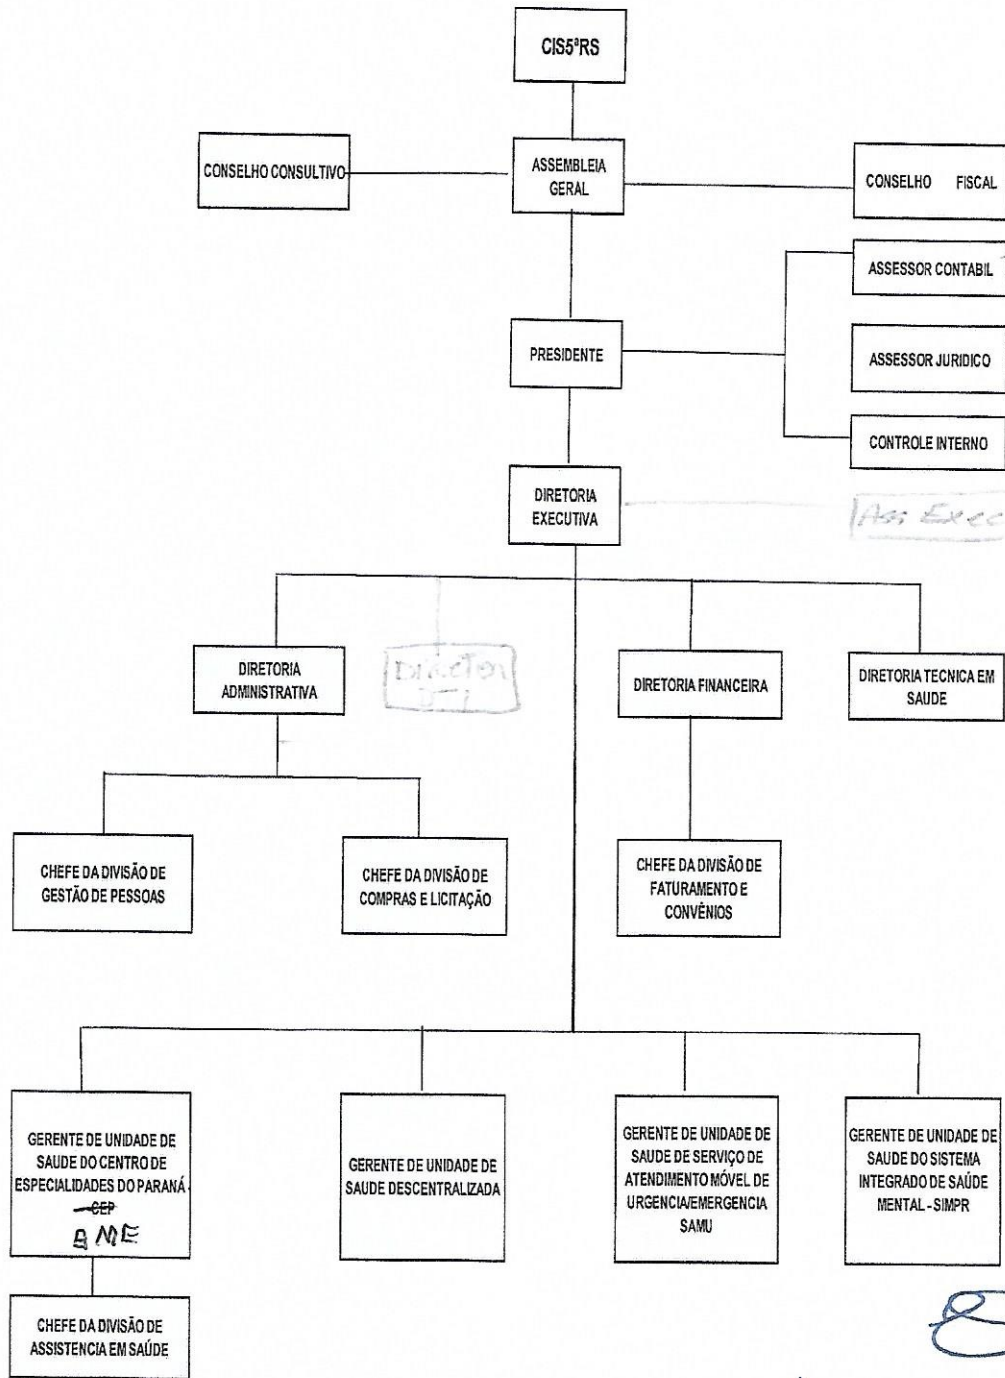 CIS5ªRS
CONSELHO CONSULTIVO
ASSEMBLEIA
GERAL
CONSELHO FISCAL
ASSESSOR CONTABIL
PRESIDENTE
ASSESSOR JURIDICO
CONTROLE INTERNO
DIRETORIA
EXECUTIVA
Ass Exec
DIRETORIA
ADMINISTRATIVA
DIRETORIA FINANCEIRA
DIRETORIA TECNICA EM
SAUDE
CHEFE DA DIVISÃO DE
GESTÃO DE PESSOAS
CHEFE DA DIVISÃO DE
COMPRAS E LICITAÇÃO
CHEFE DA DIVISÃO DE
FATURAMENTO E
CONVÊNIOS
GERENTE DE UNIDADE DE
SAUDE DO CENTRO DE
ESPECIALIDADES DO PARANÁ -
CEP
AME
GERENTE DE UNIDADE DE
SAUDE DESCENTRALIZADA
GERENTE DE UNIDADE DE
SAUDE DE SERVIÇO DE
ATENDIMENTO MÓVEL DE
URGENCIA/EMERGENCIA
SAMU
GERENTE DE UNIDADE DE
SAUDE DO SISTEMA
INTEGRADO DE SAÚDE
MENTAL - SIMPR
CHEFE DA DIVISÃO DE
ASSISTENCIA EM SAÚDE